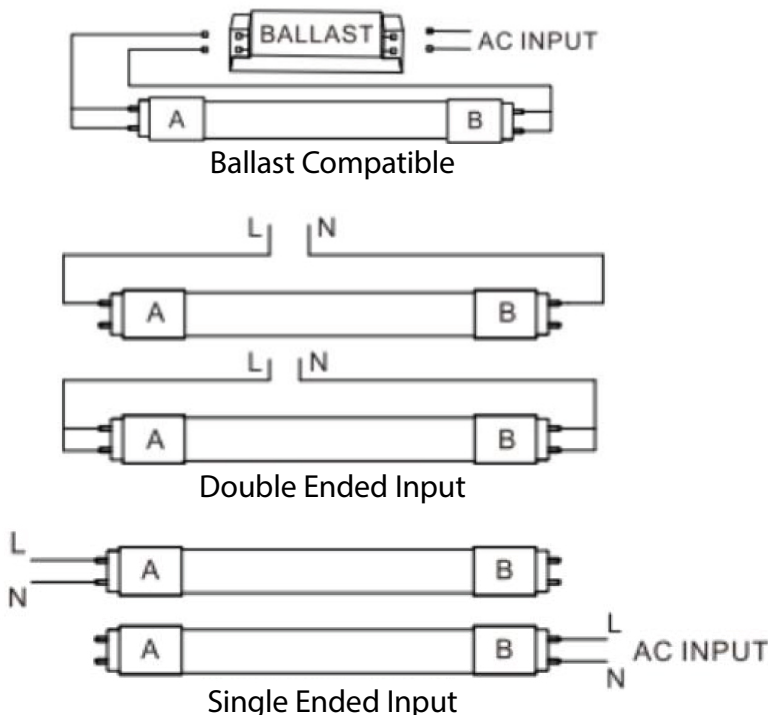 BALLAST
AC INPUT
A B
Ballast Compatible
L N
A B
L N
A B
Double Ended Input
L
A B
N
L
A B AC INPUT
N
Single Ended Input